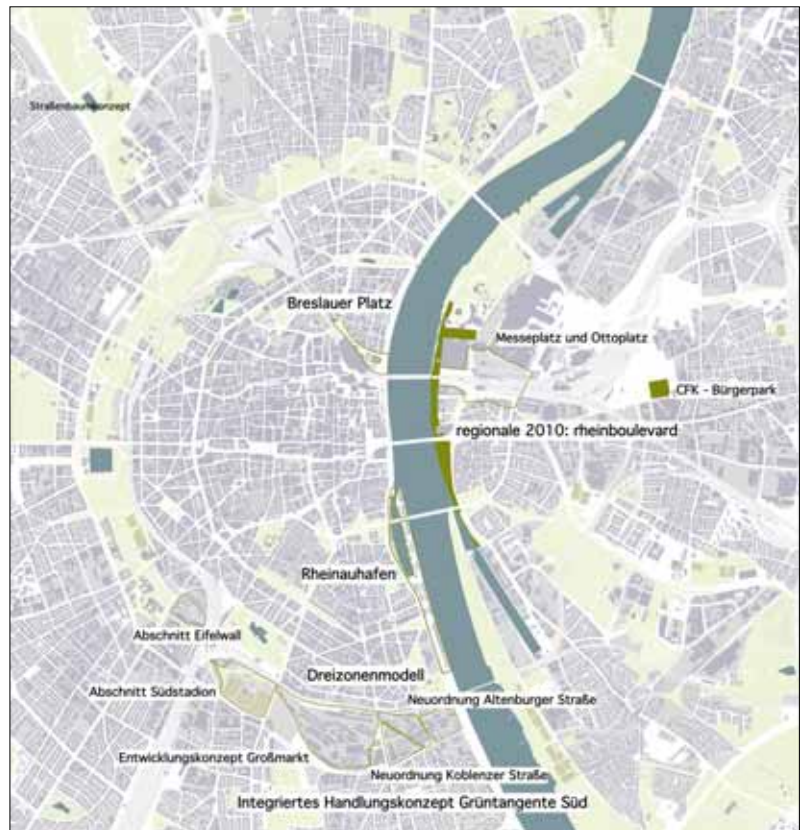 Straßenbaumkonzept
Breslauer Platz
Messeplatz und Ottoplatz
CFK - Bürgerpark
regionale 2010: rheinboulevard
Rheinauhafen
Abschnitt Eifelwall
Dreizonenmodell
Abschnitt Südstadion
Neuordnung Altenburger Straße
Entwicklungskonzept Großmarkt
Neuordnung Koblenzer Straße
Integriertes Handlungskonzept Grüntangente Süd